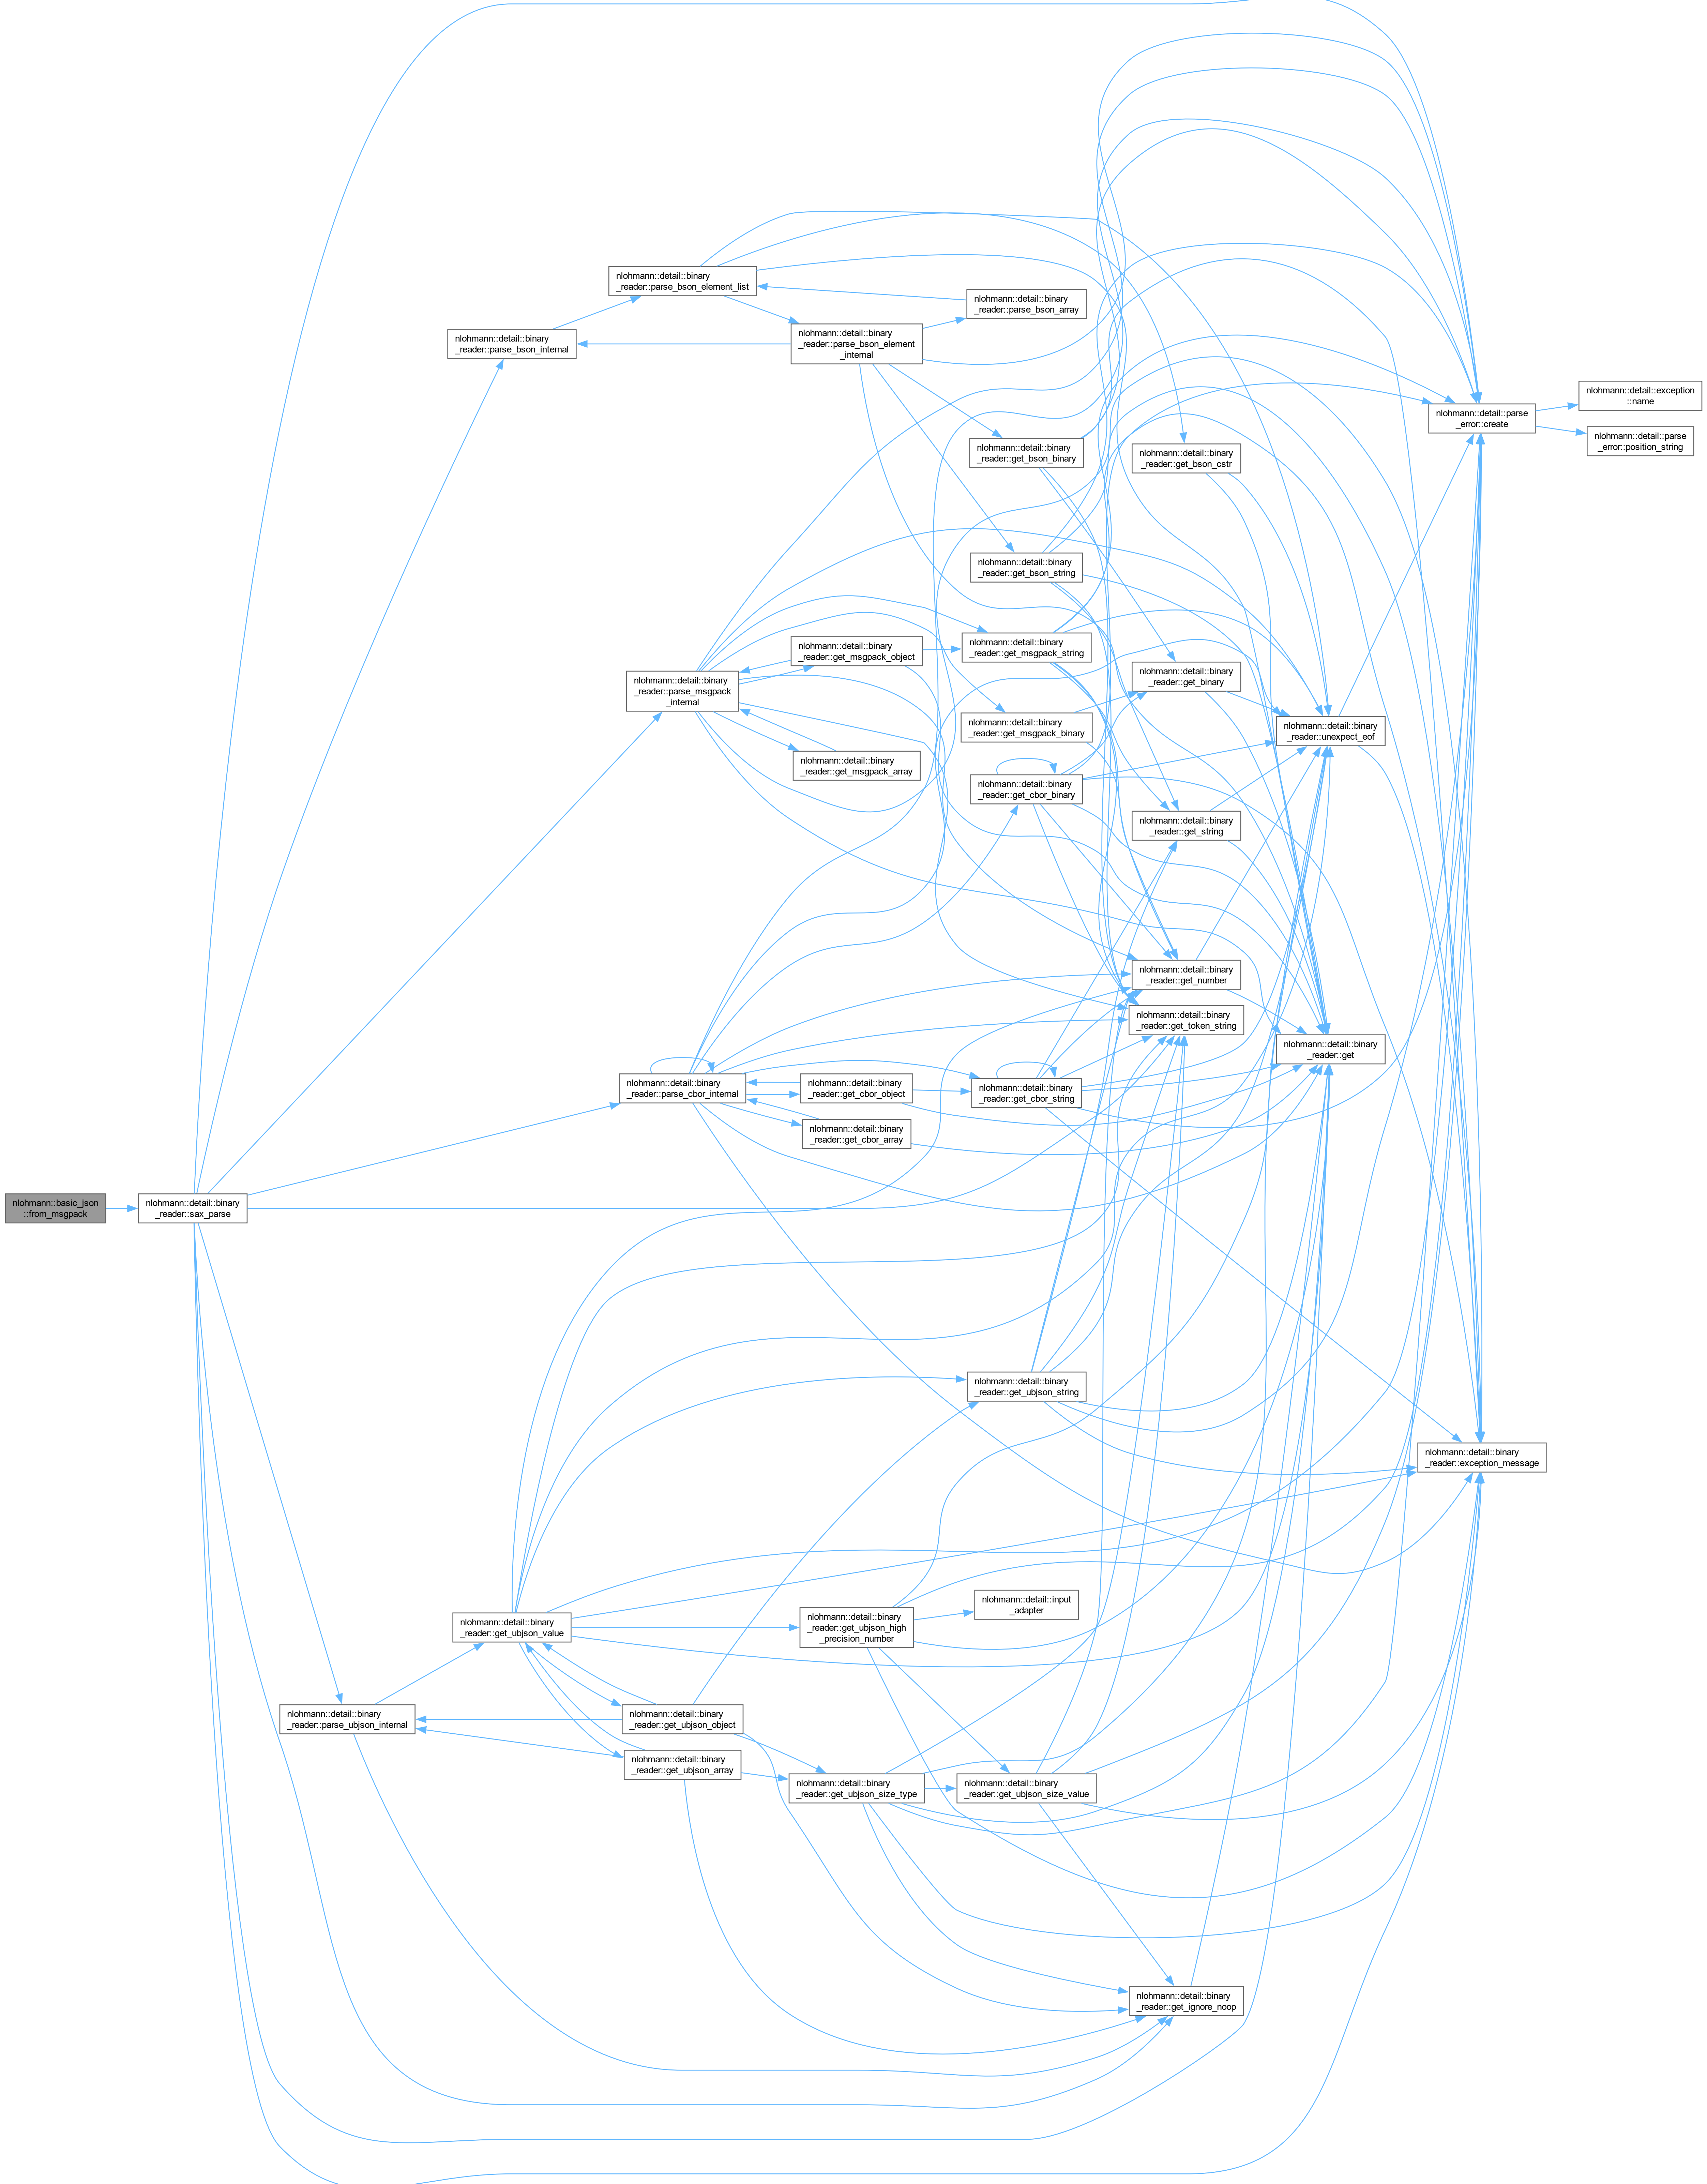 nlohmann::basic_json
::from_msgpack
nlohmann::detail::binary
_reader::sax_parse
nlohmann::detail::binary
_reader::parse_bson_internal
nlohmann::detail::binary
_reader::parse_ubjson_internal
nlohmann::detail::binary
_reader::get_ubjson_value
nlohmann::detail::binary
_reader::parse_bson_element_list
nlohmann::detail::binary
_reader::parse_msgpack
_internal
nlohmann::detail::binary
_reader::parse_cbor_internal
nlohmann::detail::binary
_reader::get_ubjson_object
nlohmann::detail::binary
_reader::get_ubjson_array
nlohmann::detail::binary
_reader::parse_bson_element
_internal
nlohmann::detail::binary
_reader::get_msgpack_object
nlohmann::detail::binary
_reader::get_msgpack_array
nlohmann::detail::binary
_reader::get_cbor_object
nlohmann::detail::binary
_reader::get_cbor_array
nlohmann::detail::binary
_reader::get_ubjson_high
_precision_number
nlohmann::detail::binary
_reader::get_ubjson_size_type
nlohmann::detail::binary
_reader::parse_bson_array
nlohmann::detail::binary
_reader::get_bson_binary
nlohmann::detail::binary
_reader::get_bson_string
nlohmann::detail::binary
_reader::get_msgpack_string
nlohmann::detail::binary
_reader::get_msgpack_binary
nlohmann::detail::binary
_reader::get_cbor_binary
nlohmann::detail::binary
_reader::get_cbor_string
nlohmann::detail::binary
_reader::get_ubjson_string
nlohmann::detail::input
_adapter
nlohmann::detail::binary
_reader::get_ubjson_size_value
nlohmann::detail::binary
_reader::get_bson_cstr
nlohmann::detail::binary
_reader::get_binary
nlohmann::detail::binary
_reader::get_string
nlohmann::detail::binary
_reader::get_number
nlohmann::detail::binary
_reader::get_token_string
nlohmann::detail::binary
_reader::get_ignore_noop
nlohmann::detail::binary
_reader::unexpect_eof
nlohmann::detail::binary
_reader::get
nlohmann::detail::parse
_error::create
nlohmann::detail::binary
_reader::exception_message
nlohmann::detail::exception
::name
nlohmann::detail::parse
_error::position_string